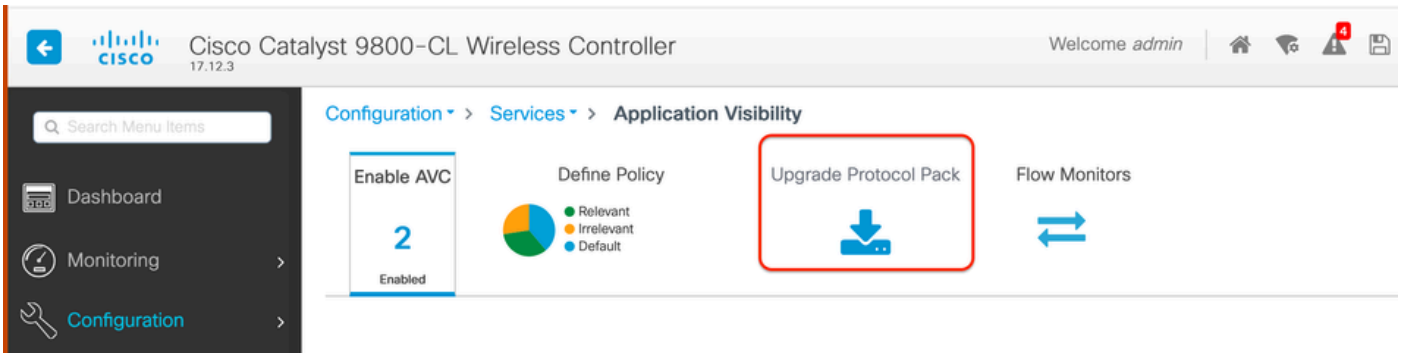 CISCO
Cisco Catalyst 9800-CL Wireless Controller
17.12.3
Welcome admin
4
Search Menu Items
Dashboard
Monitoring
Configuration
Configuration > Services > Application Visibility
Enable AVC
2
Enabled
Define Policy
Relevant
Irrelevant
Default
Upgrade Protocol Pack
Flow Monitors